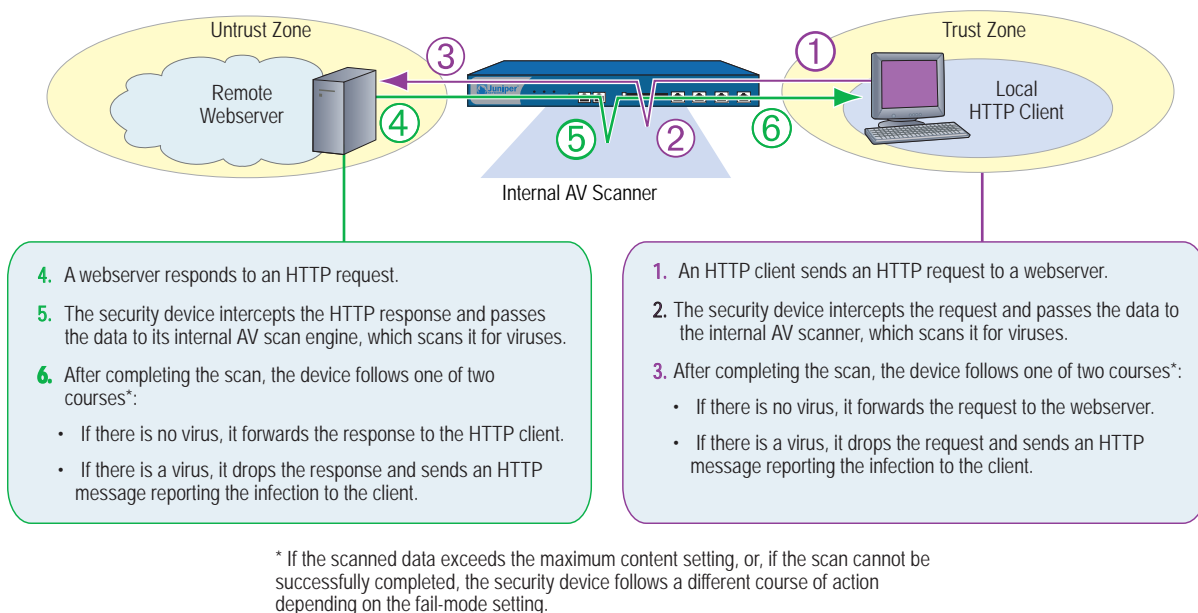 Untrust Zone
Trust Zone
3
1
Remote
Webserver
Juniper
Local
HTTP Client
4
5
2
6
Internal AV Scanner
4. A webserver responds to an HTTP request.
5. The security device intercepts the HTTP response and passes
the data to its internal AV scan engine, which scans it for viruses.
6. After completing the scan, the device follows one of two
courses*:
• If there is no virus, it forwards the response to the HTTP client.
• If there is a virus, it drops the response and sends an HTTP
message reporting the infection to the client.
1. An HTTP client sends an HTTP request to a webserver.
2. The security device intercepts the request and passes the data to
the internal AV scanner, which scans it for viruses.
3. After completing the scan, the device follows one of two courses*:
• If there is no virus, it forwards the request to the webserver.
• If there is a virus, it drops the request and sends an HTTP
message reporting the infection to the client.
* If the scanned data exceeds the maximum content setting, or, if the scan cannot be
successfully completed, the security device follows a different course of action
depending on the fail-mode setting.